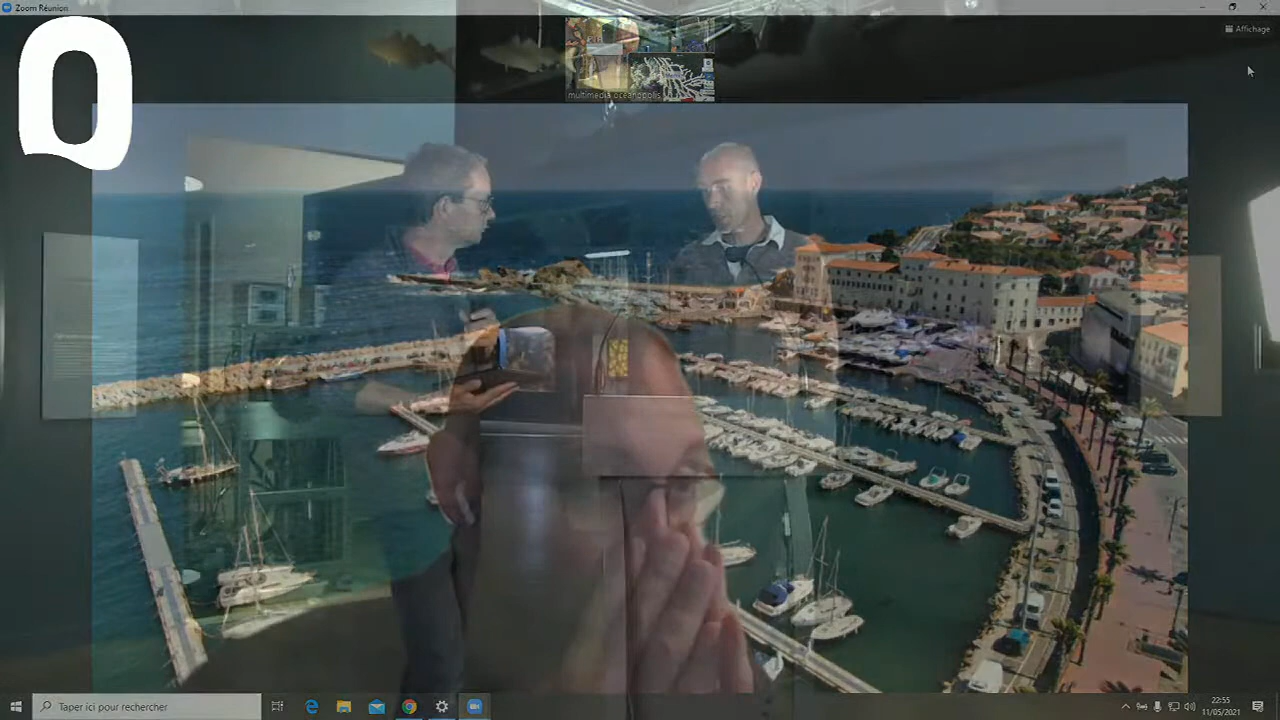 Zoom Réunion
Affichage
multimedia oceanopolis
Taper ici pour rechercher
22:55
11/05/2021